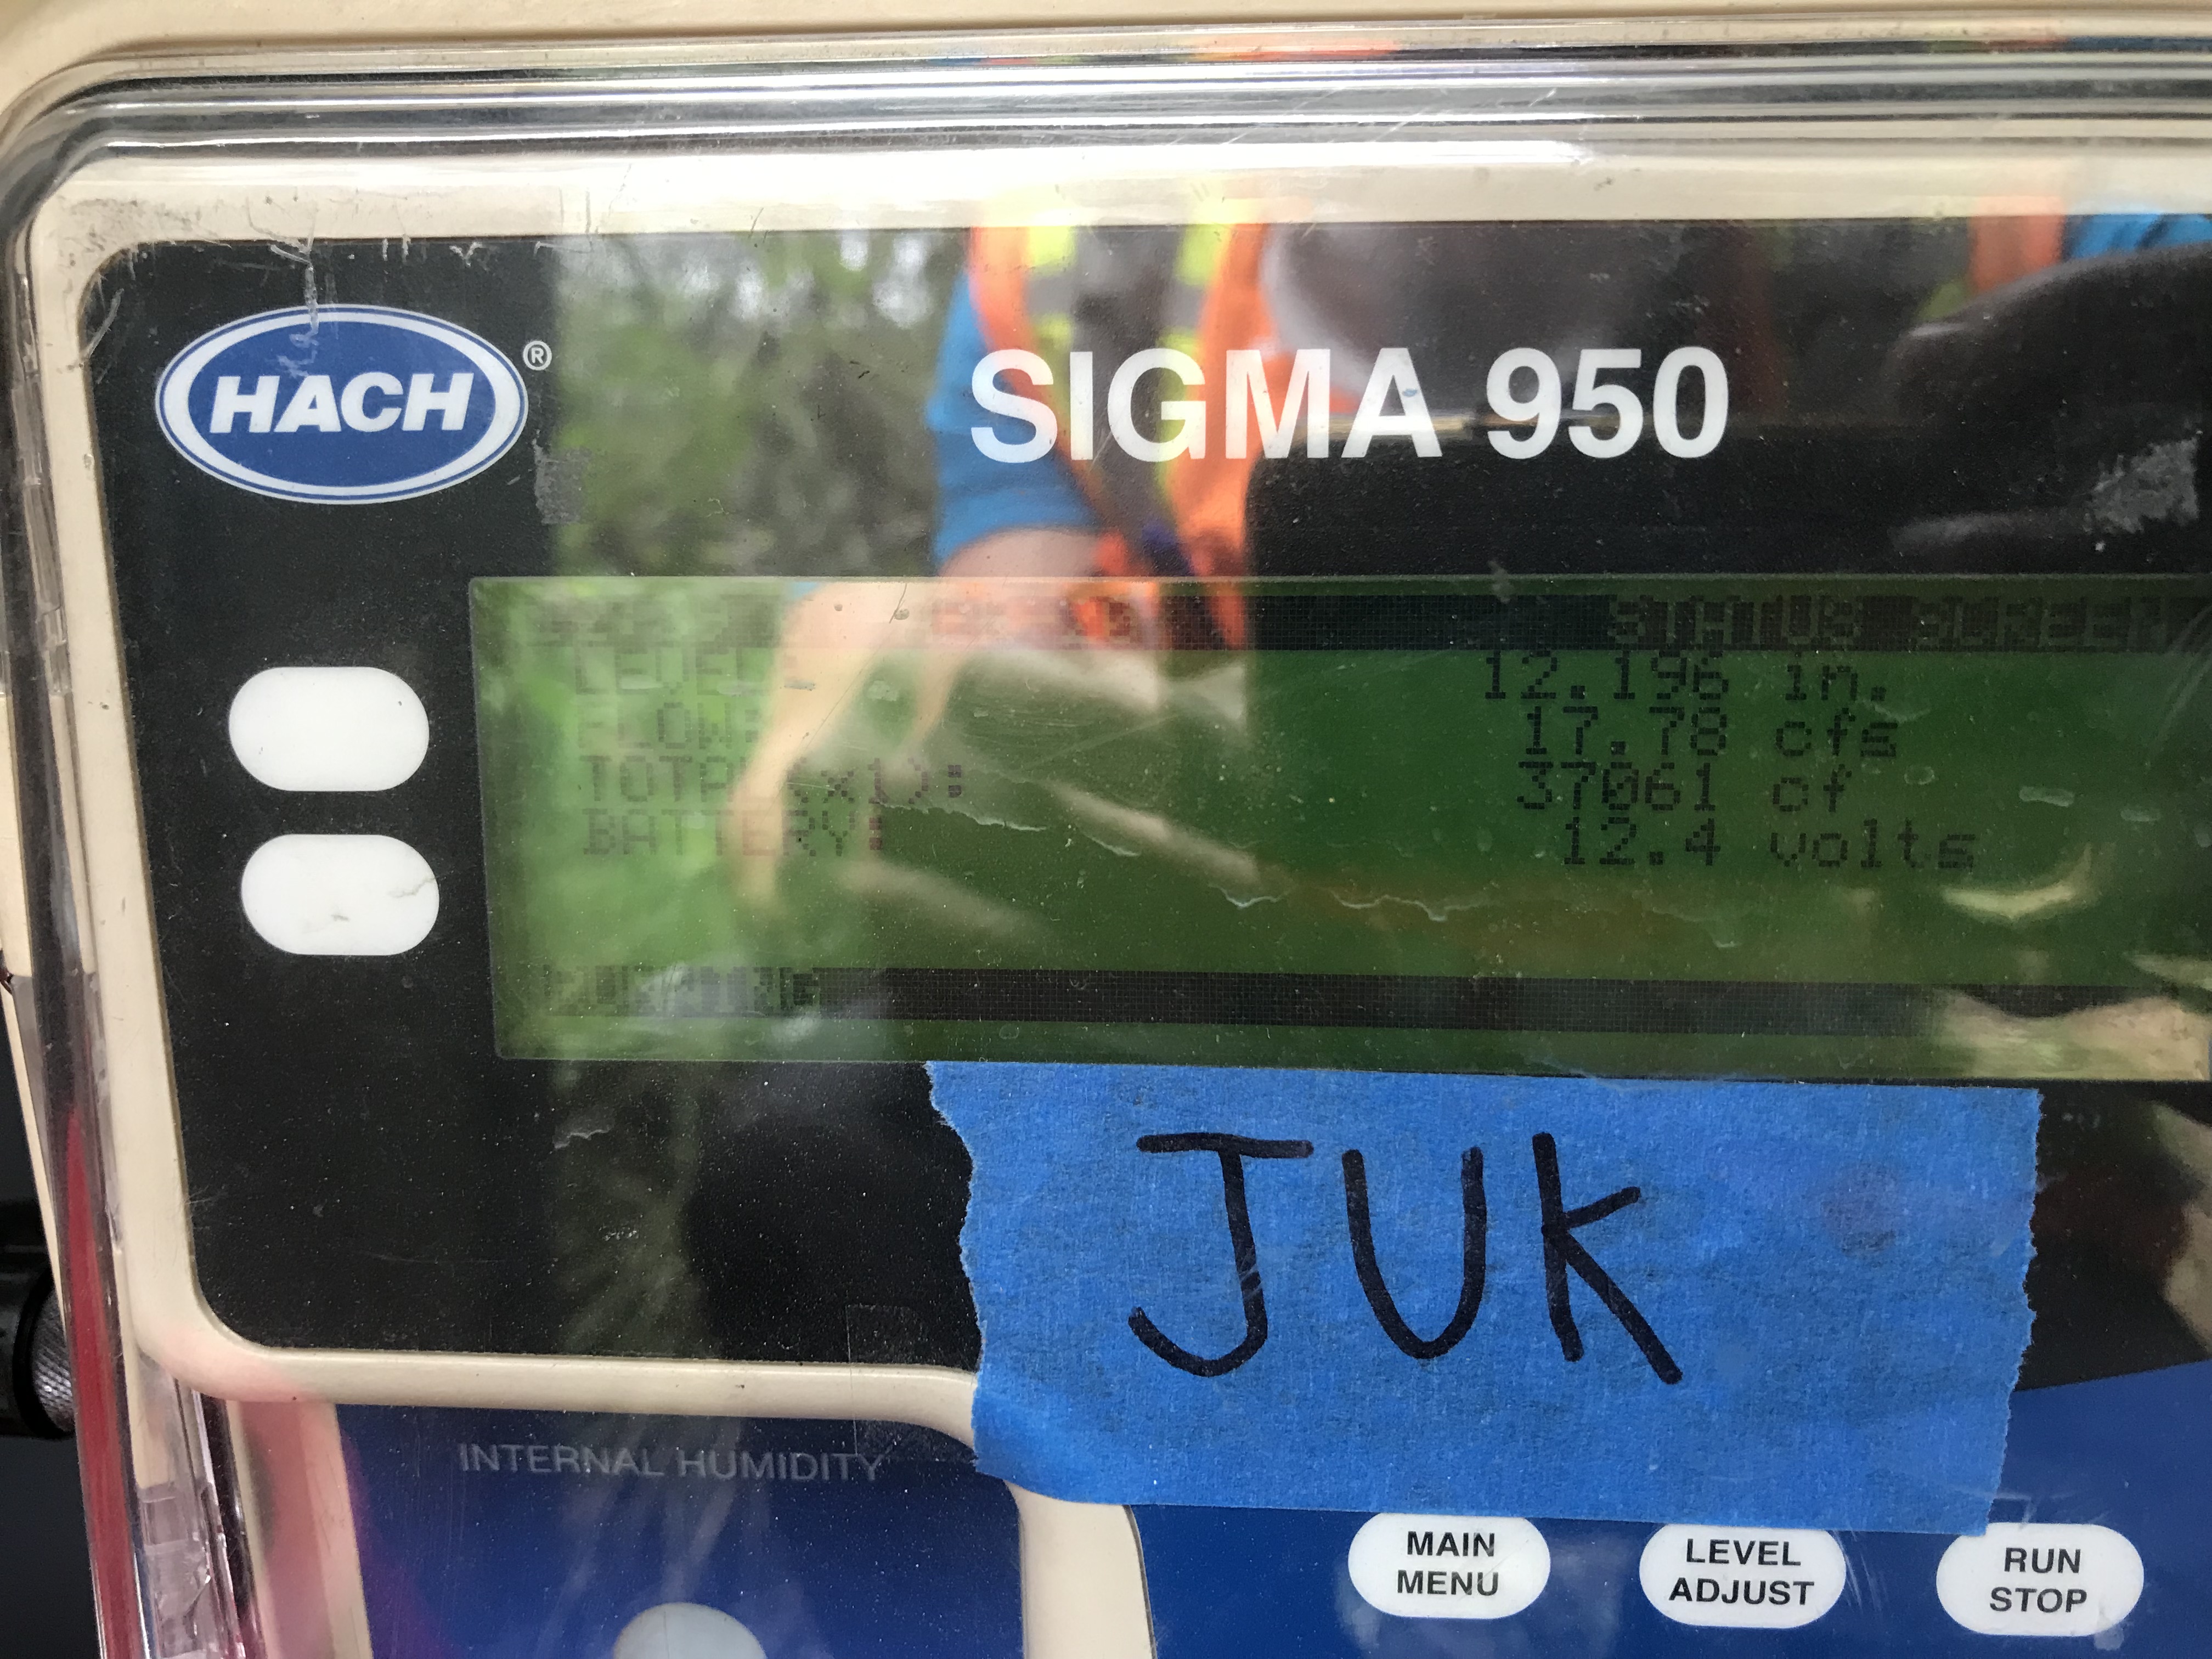 HACH®
SIGMA 950
STATUS SCREEN
LEVEL: 12.196 in.
FLOW: 17.78 cfs
TOTAL(x1): 37061 cf
BATTERY: 12.4 volts
JUK
INTERNAL HUMIDITY
MAIN
MENU
LEVEL
ADJUST
RUN
STOP